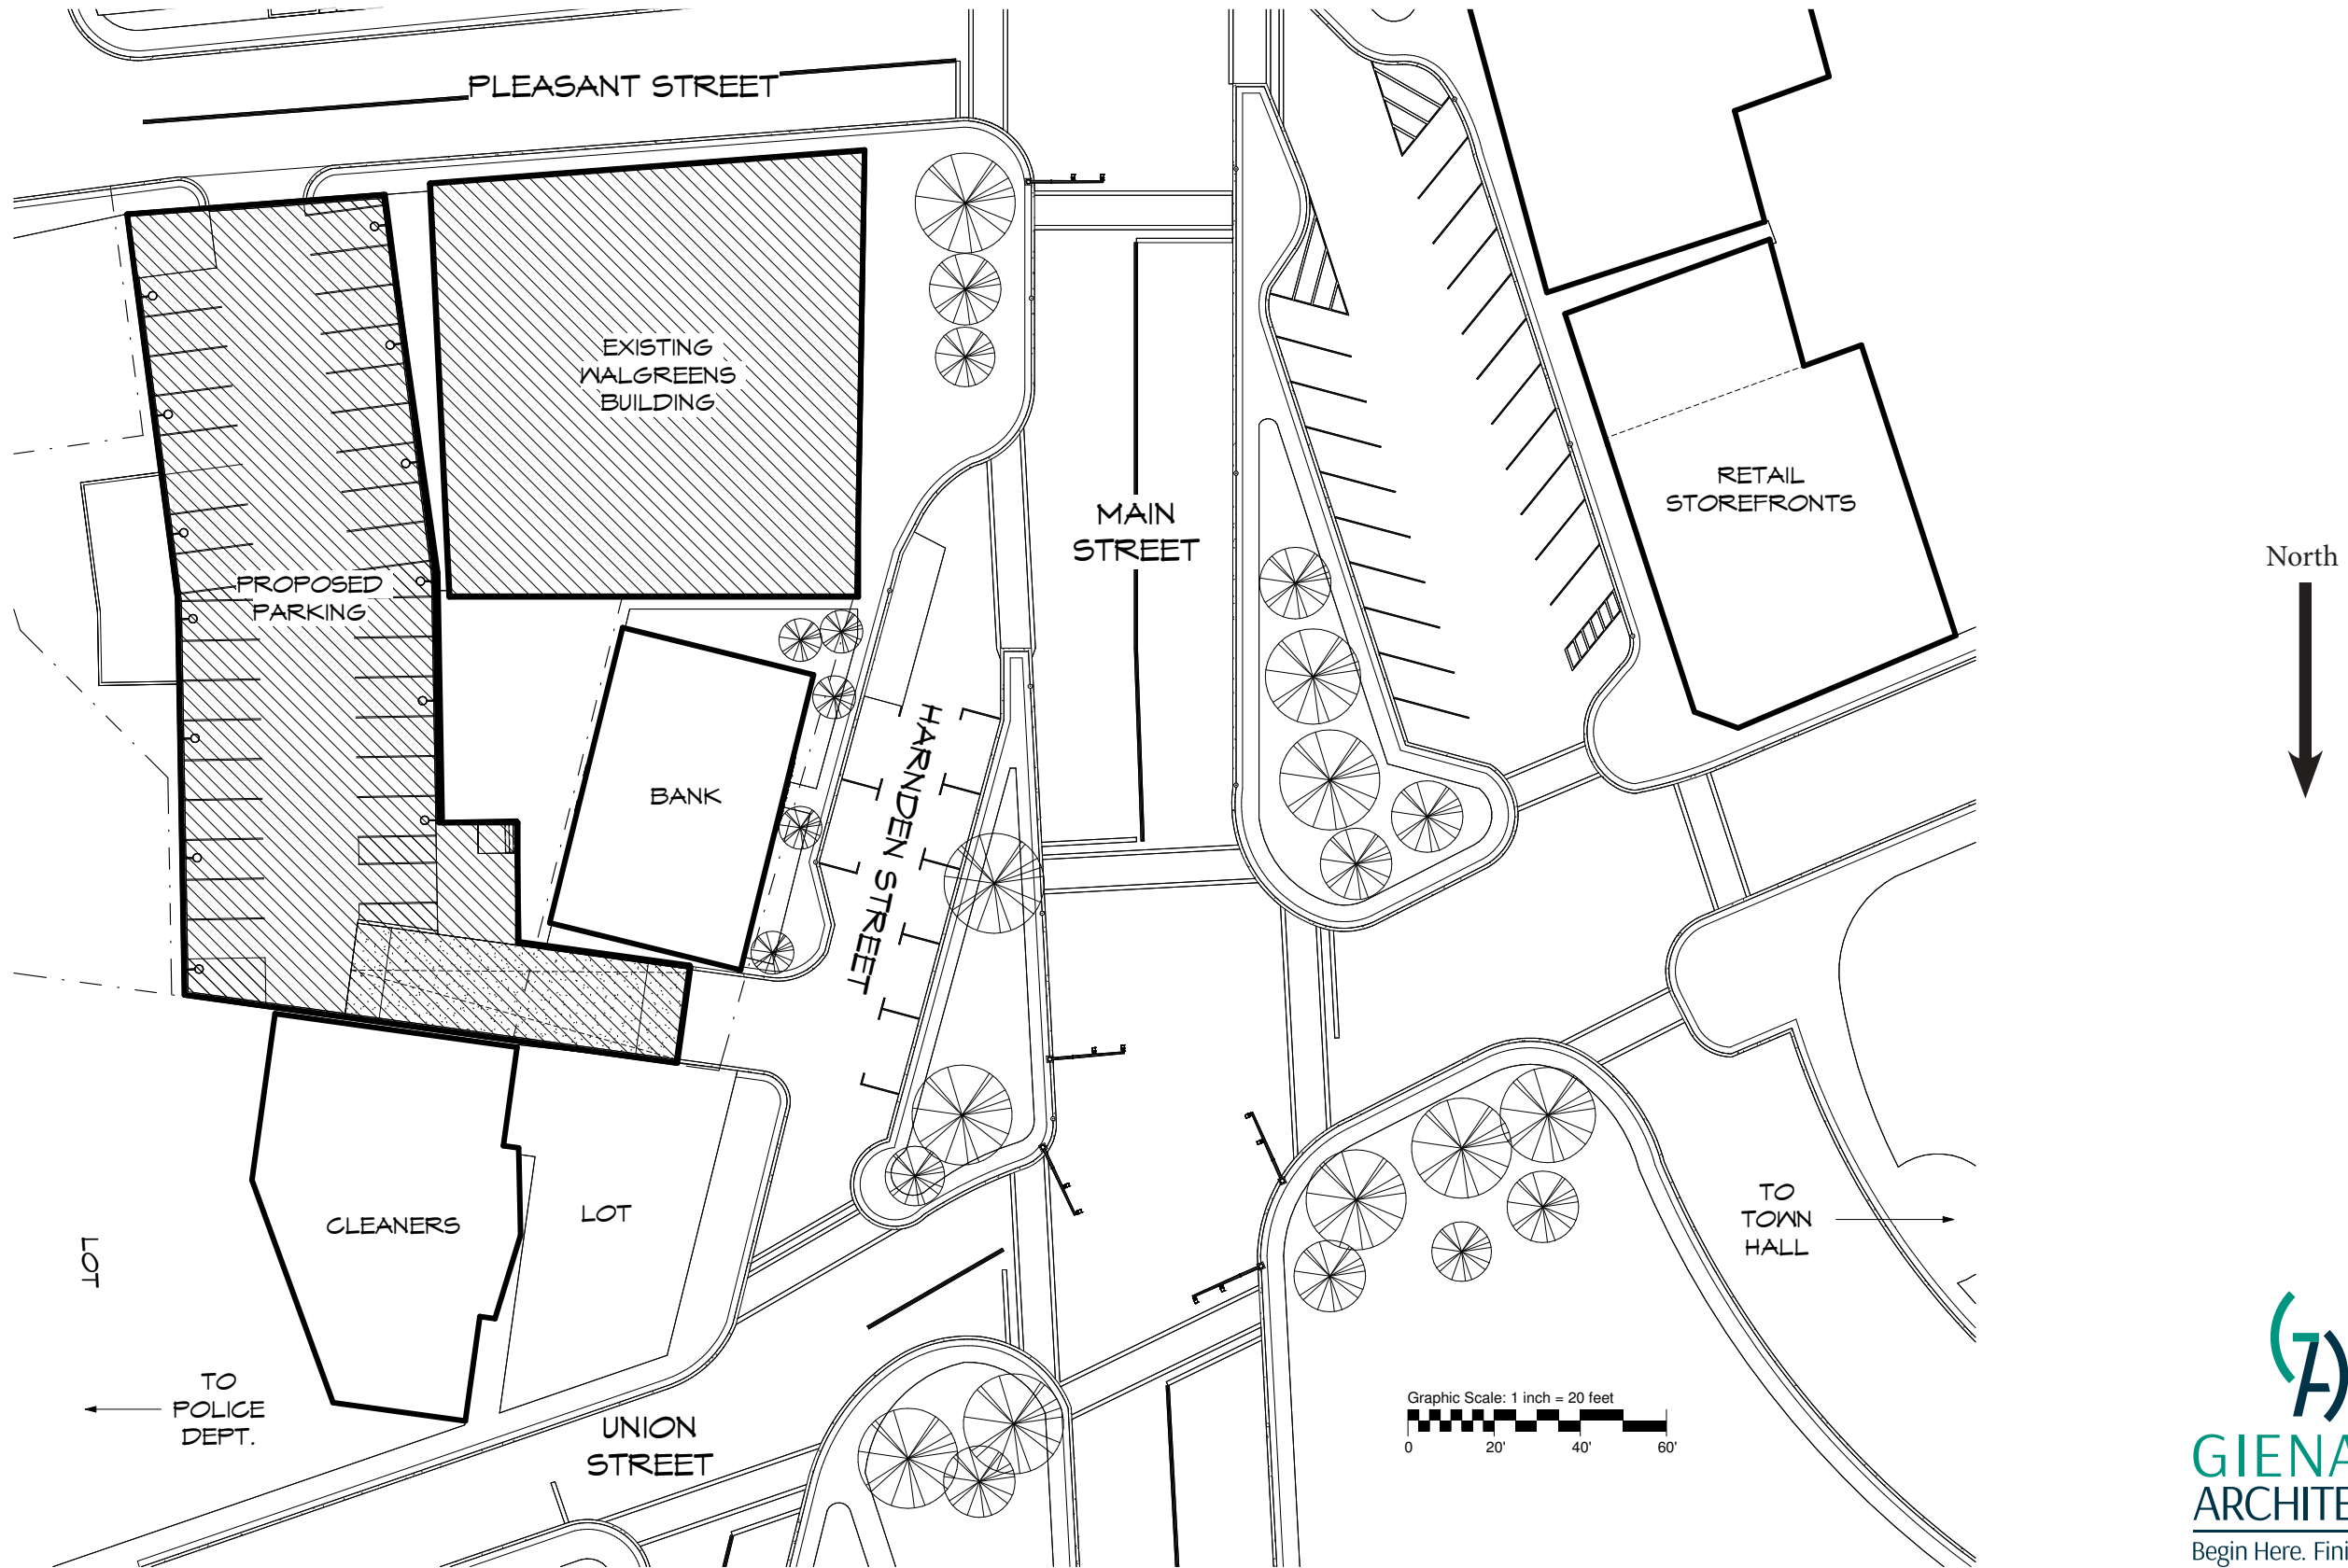 PLEASANT STREET
EXISTING
WALGREENS
BUILDING
MAIN
STREET
RETAIL
STOREFRONTS
North
PROPOSED
PARKING
HARNDEN STREET
BANK
CLEANERS
LOT
LOT
TO
TOWN
HALL
TO
POLICE
DEPT.
UNION
STREET
Graphic Scale: 1 inch = 20 feet
0 20' 40' 60'
GA
GIENA
ARCHITE
Begin Here. Fini